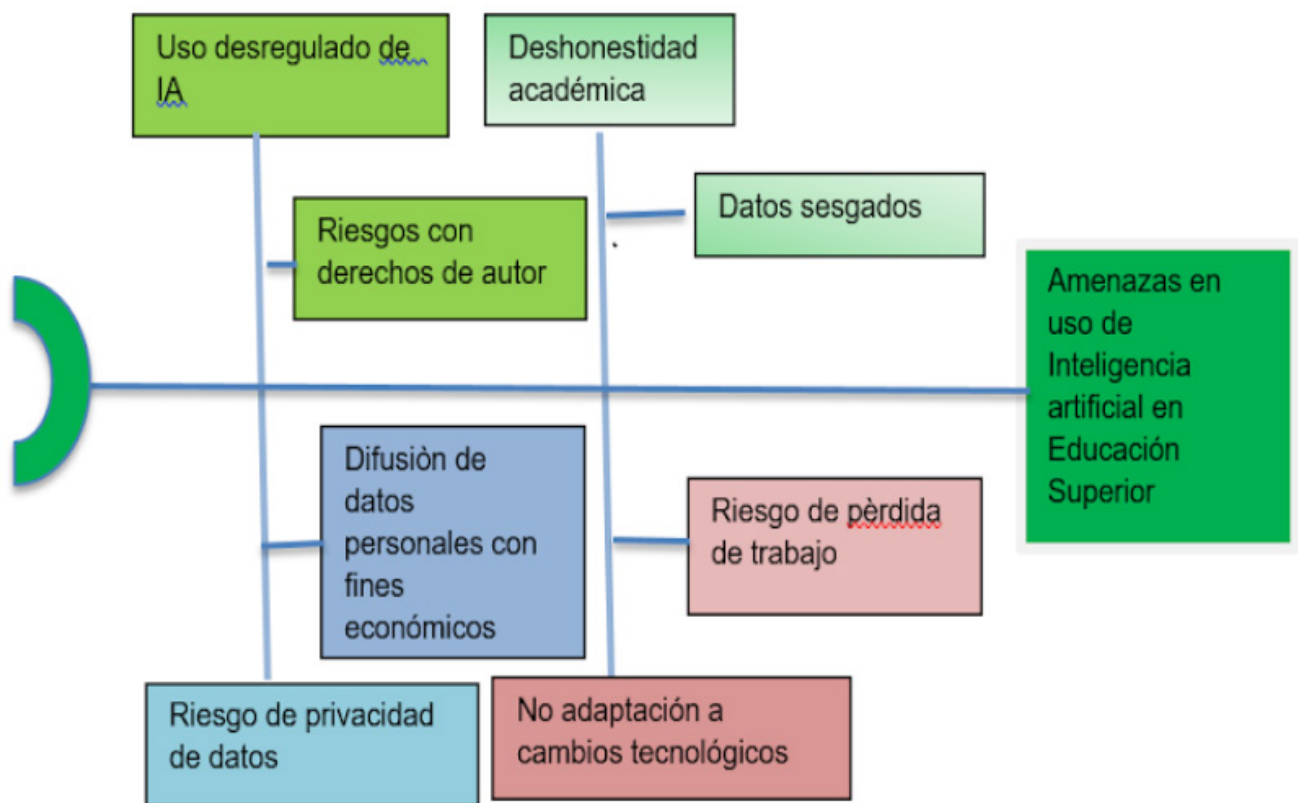 Uso desregulado de
IA
Deshonestidad
académica
Riesgos con
derechos de autor
Datos sesgados
Amenazas en
uso de
Inteligencia
artificial en
Educación
Superior
Difusiòn de
datos
personales con
fines
económicos
Riesgo de pèrdida
de trabajo
Riesgo de privacidad
de datos
No adaptación a
cambios tecnológicos